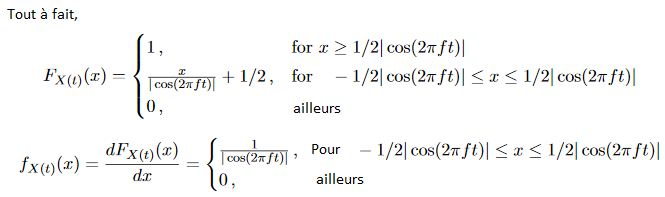 Tout à fait,
F_{X(t)}(x) = { 1 , for x ≥ 1/2| cos(2πft)|
x/|cos(2πft)| + 1/2 , for − 1/2| cos(2πft)| ≤ x ≤ 1/2| cos(2πft)|
0 , ailleurs
f_{X(t)}(x) = dF_{X(t)}(x)/dx = { 1/|cos(2πft)| , Pour − 1/2| cos(2πft)| ≤ x ≤ 1/2| cos(2πft)|
0 , ailleurs